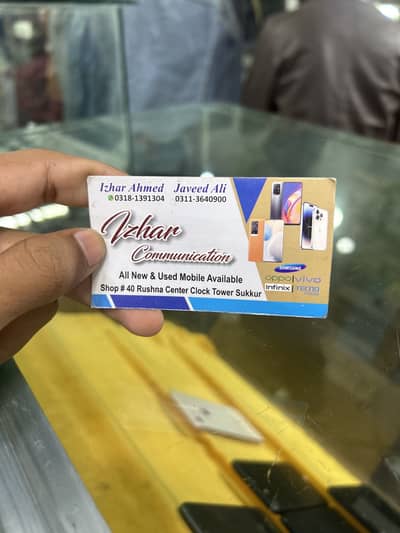 Izhar Ahmed Javeed Ali
0318-1391304 0311-3640900
Izhar
Communication
All New & Used Mobile Available
Shop # 40 Rushna Center Clock Tower Sukkur
SAMSUNG
oppo vivo
Infinix TECNO